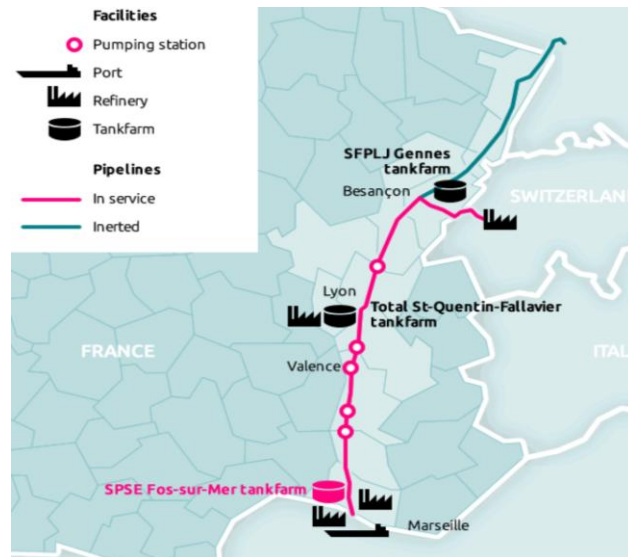 Facilities
Pumping station
Port
Refinery
Tankfarm
Pipelines
In service
Inerted
SFPLJ Gennes
tankfarm
Besançon
SWITZERLAN
Lyon
Total St-Quentin-Fallavier
tankfarm
FRANCE
ITAL
Valence
SPSE Fos-sur-Mer tankfarm
Marseille